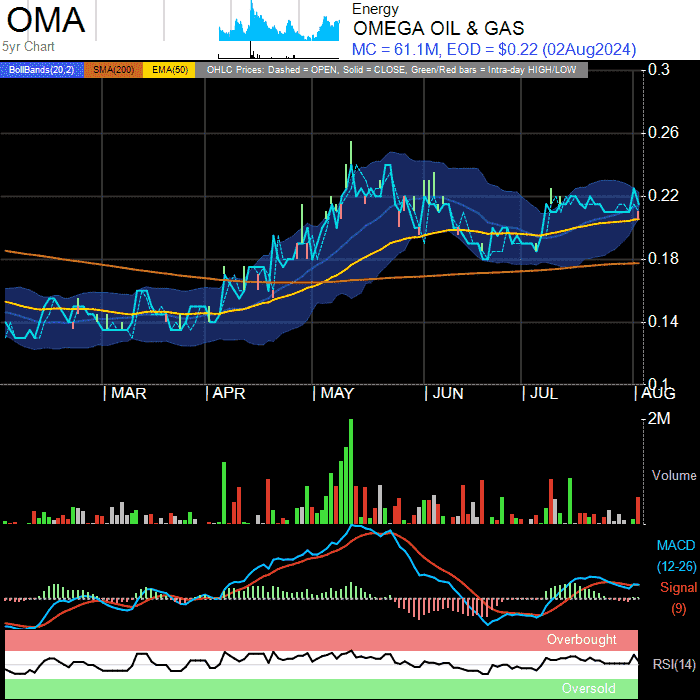 OMA
5yr Chart
Energy
OMEGA OIL & GAS
MC = 61.1M, EOD = $0.22 (02Aug2024)
BollBands(20,2) SMA(200) EMA(50) OHLC Prices: Dashed = OPEN, Solid = CLOSE, Green/Red bars = Intra-day HIGH/LOW
0.3
0.26
0.22
0.18
0.14
0.1
MAR APR MAY JUN JUL AUG
2M
Volume
MACD
(12-26)
Signal
(9)
Overbought
RSI(14)
Oversold